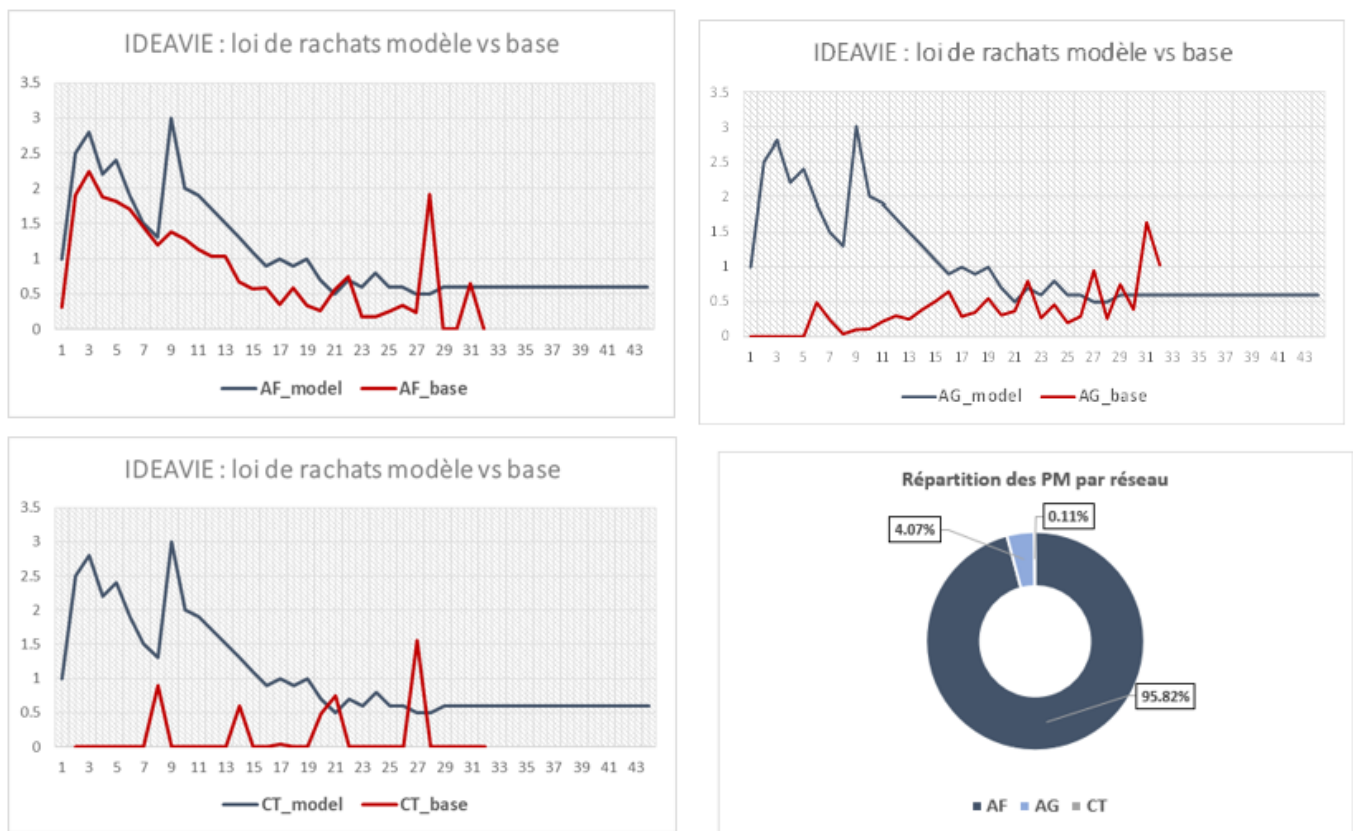 IDEAVIE : loi de rachats modèle vs base
3.5
3
2.5
2
1.5
1
0.5
0
1 3 5 7 9 11 13 15 17 19 21 23 25 27 29 31 33 35 37 39 41 43
AF_model AF_base
IDEAVIE : loi de rachats modèle vs base
3.5
3
2.5
2
1.5
1
0.5
0
1 3 5 7 9 11 13 15 17 19 21 23 25 27 29 31 33 35 37 39 41 43
AG_model AG_base
IDEAVIE : loi de rachats modèle vs base
3.5
3
2.5
2
1.5
1
0.5
0
1 3 5 7 9 11 13 15 17 19 21 23 25 27 29 31 33 35 37 39 41 43
CT_model CT_base
Répartition des PM par réseau
4.07%
0.11%
95.82%
AF AG CT